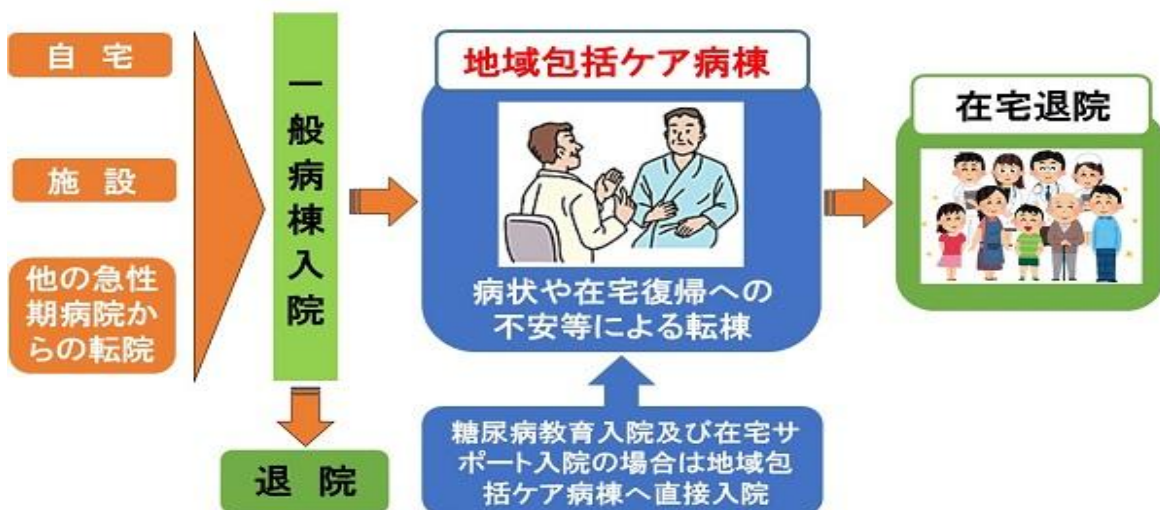 自 宅
施 設
他の急性
期病院か
らの転院
一般病棟入院
退 院
地域包括ケア病棟
病状や在宅復帰への
不安等による転棟
糖尿病教育入院及び在宅サ
ポート入院の場合は地域包
括ケア病棟へ直接入院
在宅退院